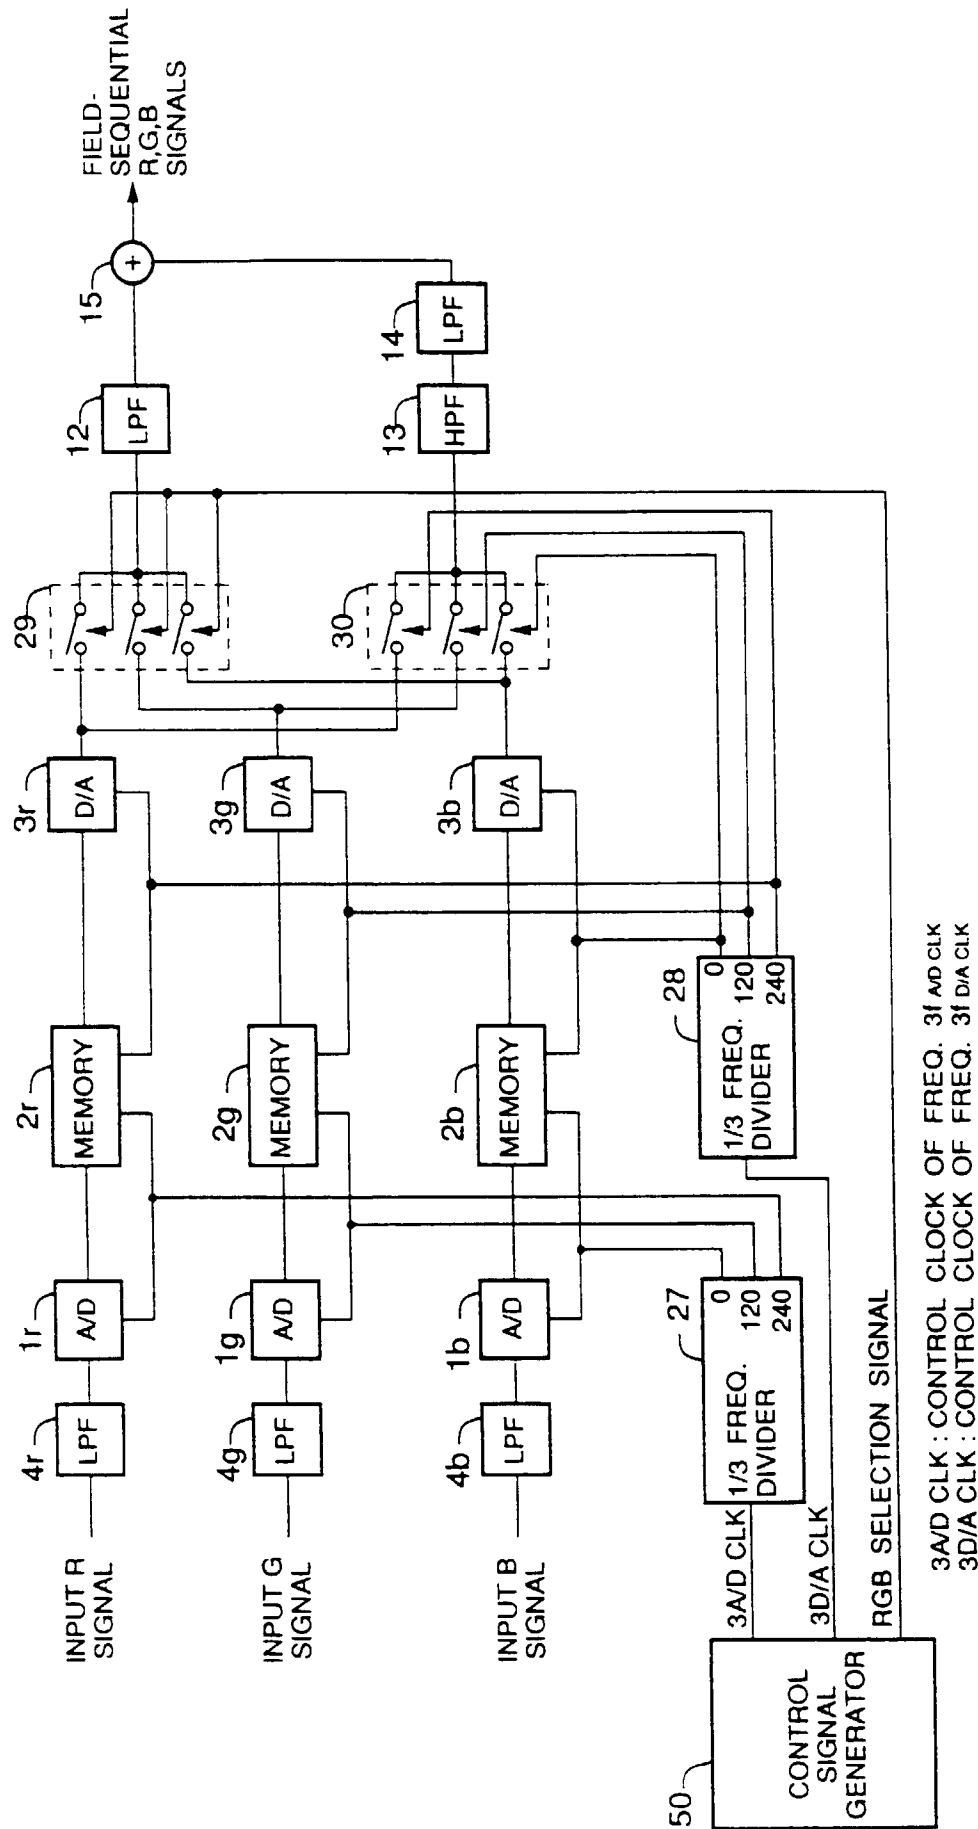 INPUT R
SIGNAL
4r
LPF
1r
A/D
2r
MEMORY
3r
D/A
29
12
LPF
15
+
FIELD-
SEQUENTIAL
R,G,B
SIGNALS
INPUT G
SIGNAL
4g
LPF
1g
A/D
2g
MEMORY
3g
D/A
30
13
HPF
14
LPF
INPUT B
SIGNAL
4b
LPF
1b
A/D
2b
MEMORY
3b
D/A
27
1/3 FREQ.
DIVIDER
0
120
240
28
1/3 FREQ.
DIVIDER
0
120
240
50
CONTROL
SIGNAL
GENERATOR
3A/D CLK
3D/A CLK
RGB SELECTION SIGNAL
3A/D CLK : CONTROL CLOCK OF FREQ. 3f A/D CLK
3D/A CLK : CONTROL CLOCK OF FREQ. 3f D/A CLK